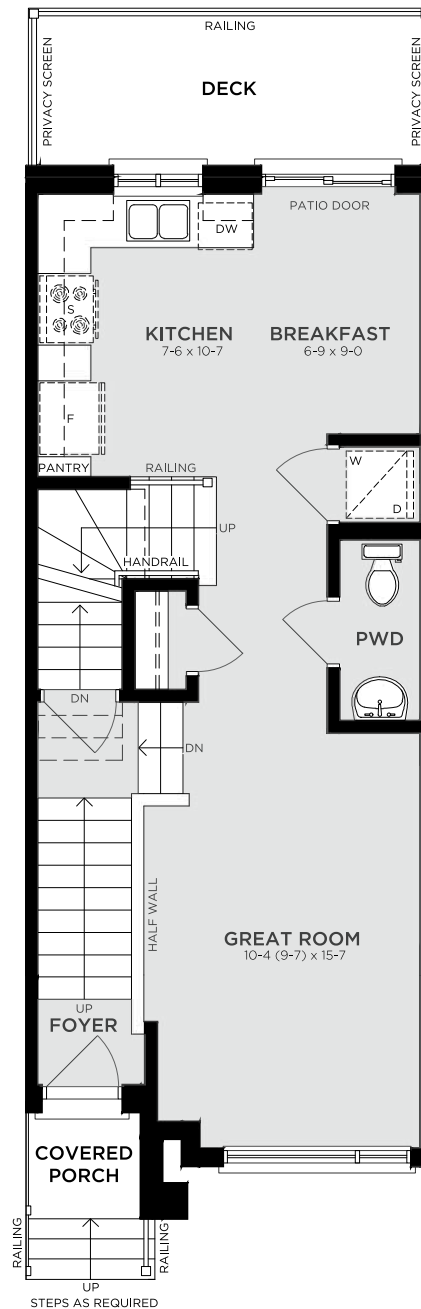 RAILING
PRIVACY SCREEN
PRIVACY SCREEN
DECK
PATIO DOOR
DW
S
KITCHEN
7-6 x 10-7
BREAKFAST
6-9 x 9-0
F
PANTRY
RAILING
W
D
UP
HANDRAIL
PWD
DN
DN
HALF WALL
GREAT ROOM
10-4 (9-7) x 15-7
UP
FOYER
COVERED
PORCH
RAILING
RAILING
UP
STEPS AS REQUIRED